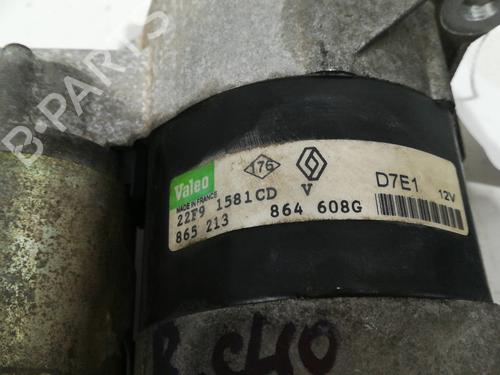 B-PARTS
Valeo
MADE IN FRANCE
176
V
D7E1
12V
22F9 1581CD
865 213
864 608G
R. CLIO